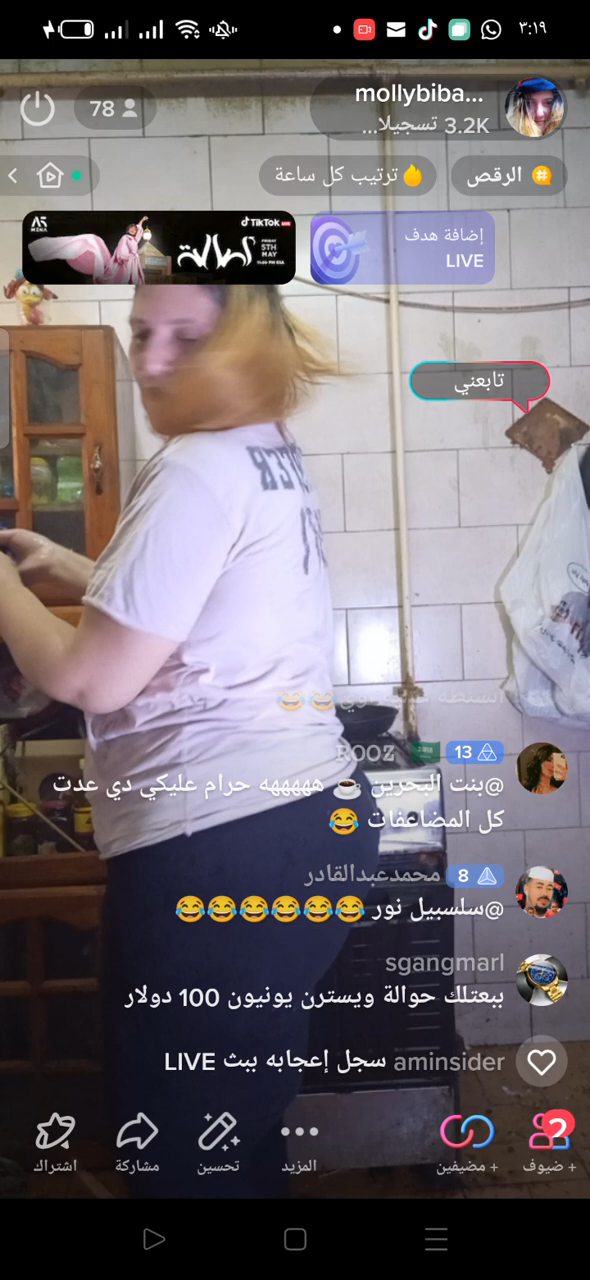 ٣:١٩
mollybiba...
3.2K تسجيلا...
78
الرقص
ترتيب كل ساعة
إضافة هدف
LIVE
TikTok
أصالة
FRIDAY
5TH
MAY
تابعني
ROOZ 13
@بنت البحرين ☕ هههههه حرام عليكي دي عدت
كل المضاعفات 😂
محمدعبدالقادر 8
@سلسبيل نور 😂😂😂😂😂😂
sgangmarl
ببعتلك حوالة ويسترن يونيون 100 دولار
aminsider سجل إعجابه ببث LIVE
2
+ ضيوف
+ مضيفين
المزيد
تحسين
مشاركة
اشتراك